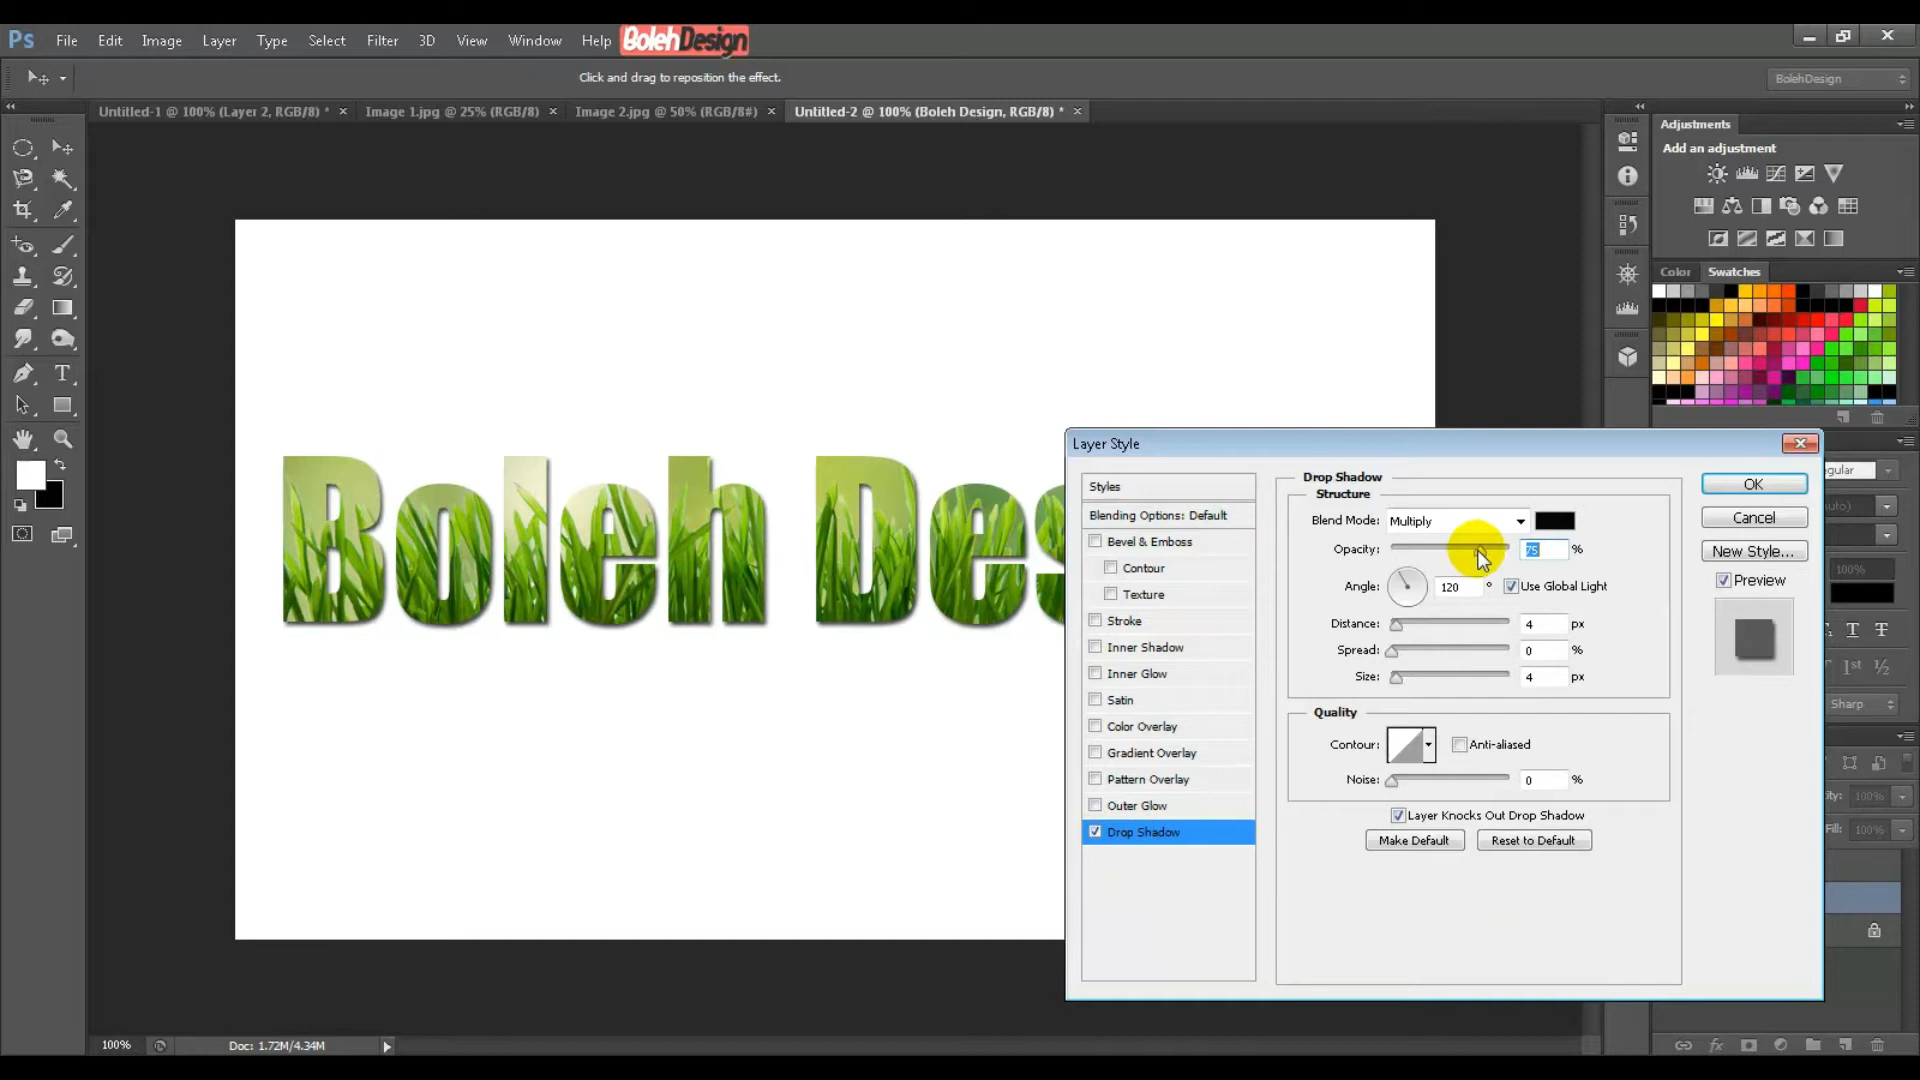 Ps File Edit Image Layer Type Select Filter 3D View Window Help BolehDesign
Click and drag to reposition the effect. BolehDesign
Untitled-1 @ 100% (Layer 2, RGB/8) * Image 1.jpg @ 25% (RGB/8) Image 2.jpg @ 50% (RGB/8#) Untitled-2 @ 100% (Boleh Design, RGB/8) *
Adjustments
Add an adjustment
Color Swatches
Boleh Des
Layer Style
Styles
Blending Options: Default
Bevel & Emboss
Contour
Texture
Stroke
Inner Shadow
Inner Glow
Satin
Color Overlay
Gradient Overlay
Pattern Overlay
Outer Glow
Drop Shadow
Drop Shadow
Structure
Blend Mode: Multiply
Opacity: 75 %
Angle: 120 ° Use Global Light
Distance: 4 px
Spread: 0 %
Size: 4 px
Quality
Contour: Anti-aliased
Noise: 0 %
Layer Knocks Out Drop Shadow
Make Default Reset to Default
OK
Cancel
New Style...
Preview
gular
100%
T T
1st ½
Sharp
100%
Fill: 100%
100% Doc: 1.72M/4.34M
fx